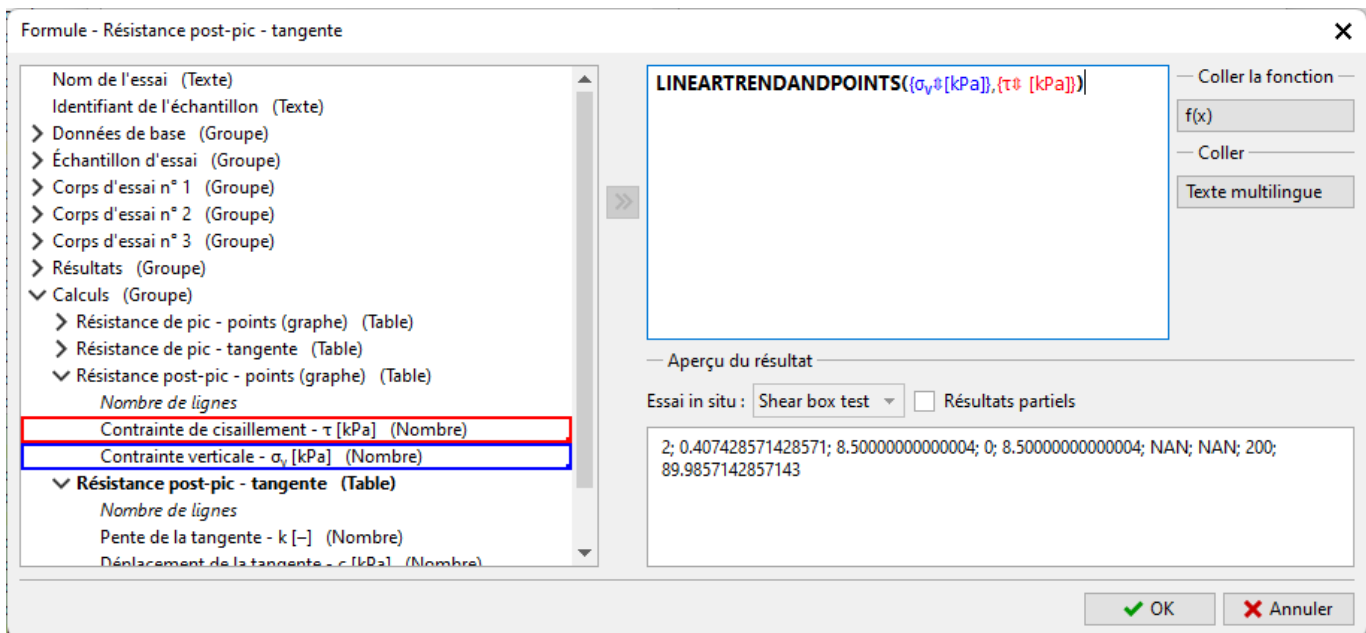 Formule - Résistance post-pic - tangente
Nom de l'essai (Texte)
Identifiant de l'échantillon (Texte)
Données de base (Groupe)
Échantillon d'essai (Groupe)
Corps d'essai n° 1 (Groupe)
Corps d'essai n° 2 (Groupe)
Corps d'essai n° 3 (Groupe)
Résultats (Groupe)
Calculs (Groupe)
Résistance de pic - points (graphe) (Table)
Résistance de pic - tangente (Table)
Résistance post-pic - points (graphe) (Table)
Nombre de lignes
Contrainte de cisaillement - τ [kPa] (Nombre)
Contrainte verticale - σv [kPa] (Nombre)
Résistance post-pic - tangente (Table)
Nombre de lignes
Pente de la tangente - k [–] (Nombre)
Déplacement de la tangente - c [kPa] (Nombre)
LINEARTRENDANDPOINTS({σv⇕[kPa]},{τ⇕ [kPa]})
Coller la fonction
f(x)
Coller
Texte multilingue
Aperçu du résultat
Essai in situ : Shear box test Résultats partiels
2; 0.407428571428571; 8.50000000000004; 0; 8.50000000000004; NAN; NAN; 200;
89.9857142857143
OK Annuler